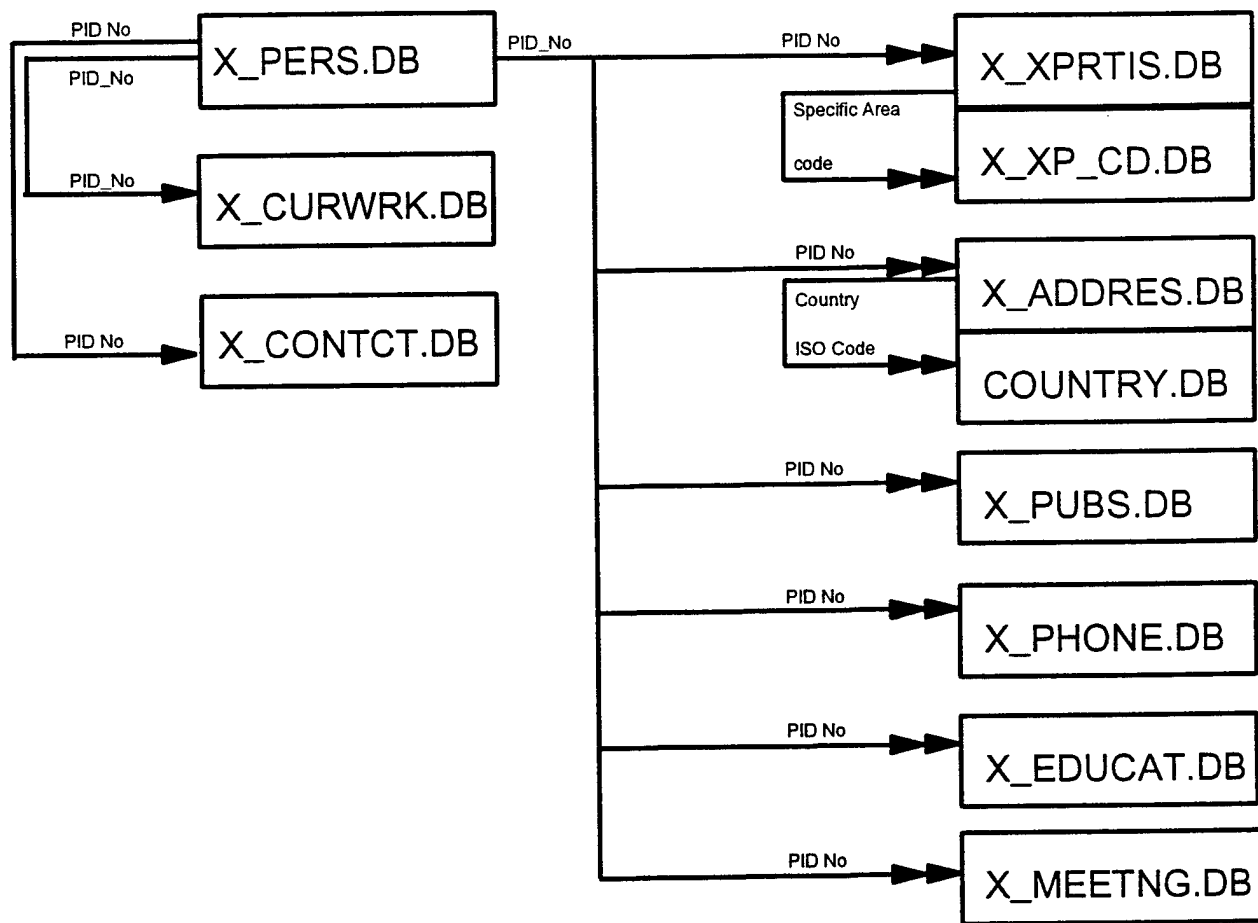 PID No
X_PERS.DB
PID_No
PID_No
PID_No
X_CURWRK.DB
PID No
X_CONTCT.DB
PID No
X_XPRTIS.DB
Specific Area
code
X_XP_CD.DB
PID No
X_ADDRES.DB
Country
ISO Code
COUNTRY.DB
PID No
X_PUBS.DB
PID No
X_PHONE.DB
PID No
X_EDUCAT.DB
PID No
X_MEETNG.DB